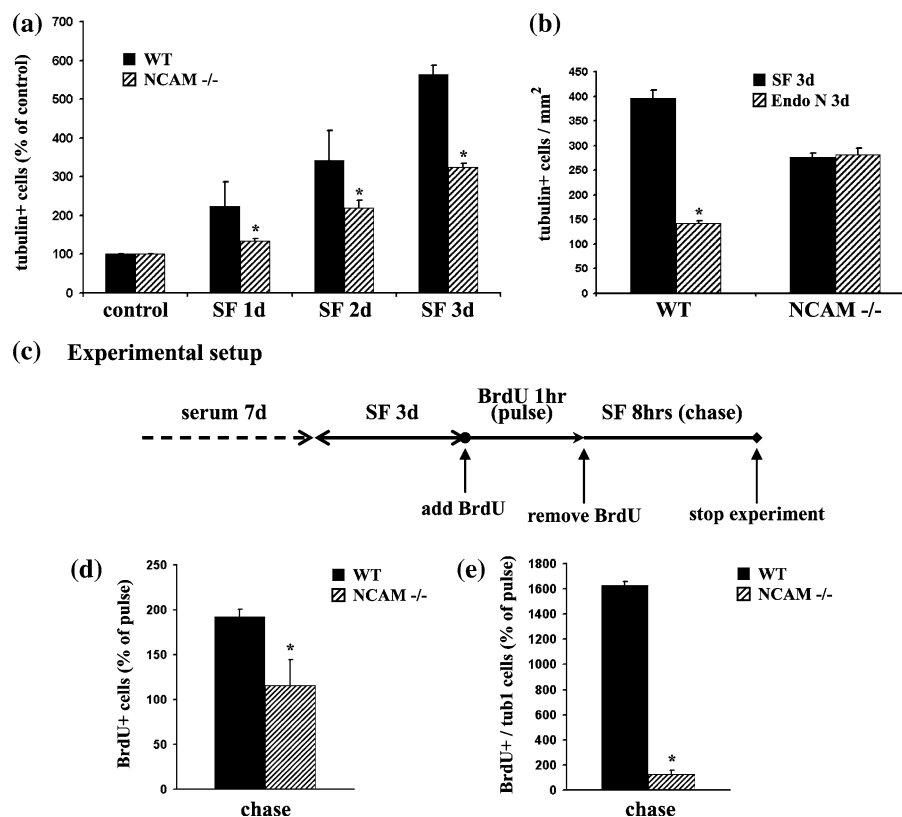 (a)
tubulin+ cells (% of control)
700
600
500
400
300
200
100
0
WT
NCAM -/-
*
*
*
control
SF 1d
SF 2d
SF 3d
(b)
tubulin+ cells / mm2
450
400
350
300
250
200
150
100
50
0
SF 3d
Endo N 3d
*
WT
NCAM -/-
(c) Experimental setup
serum 7d
SF 3d
BrdU 1hr
(pulse)
SF 8hrs (chase)
add BrdU
remove BrdU
stop experiment
(d)
BrdU+ cells (% of pulse)
250
200
150
100
50
0
WT
NCAM -/-
*
chase
(e)
BrdU+ / tub1 cells (% of pulse)
1800
1600
1400
1200
1000
800
600
400
200
0
WT
NCAM -/-
*
chase